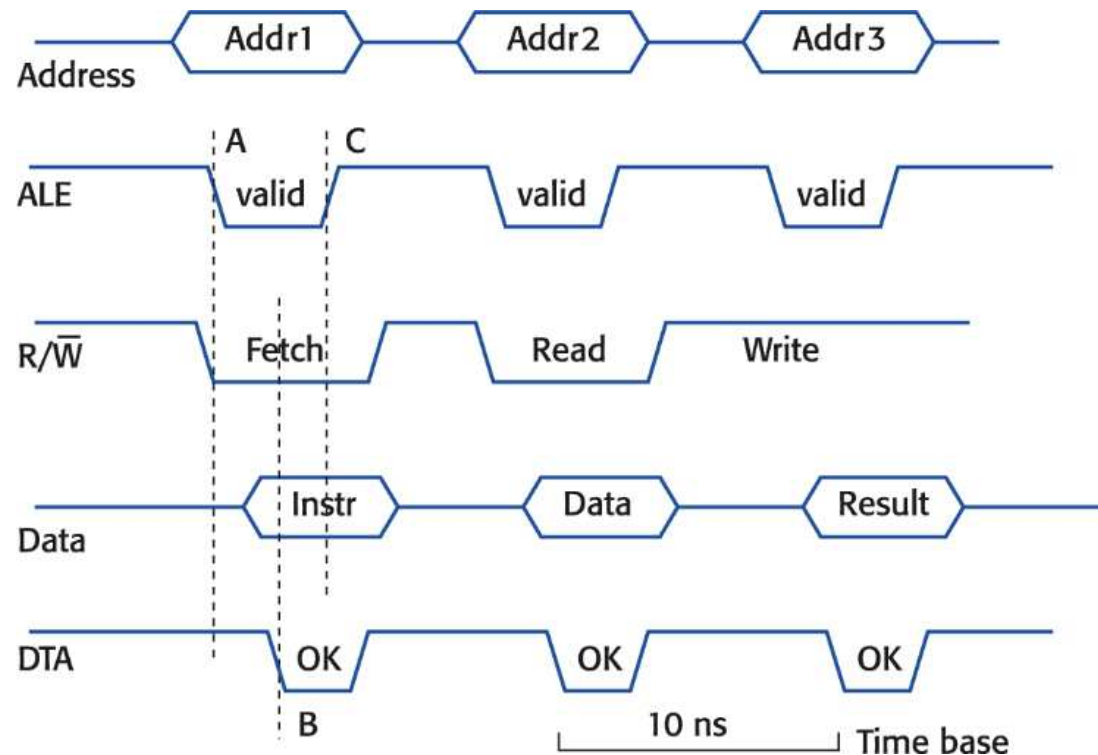 Addr1 Addr2 Addr3
Address
A C
ALE valid valid valid
R/W̅ Fetch Read Write
Instr Data Result
Data
DTA OK OK OK
B 10 ns Time base